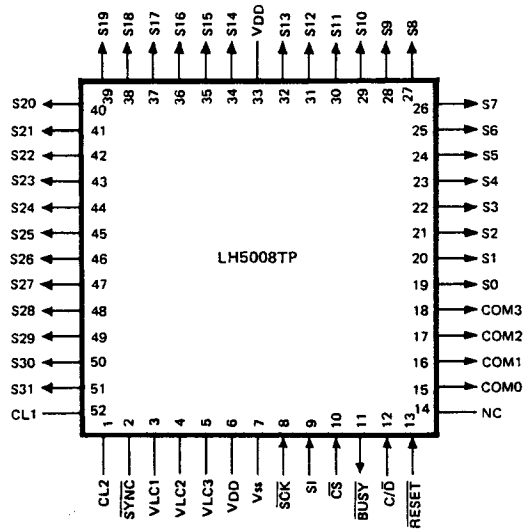 S19 S18 S17 S16 S15 S14 VDD S13 S12 S11 S10 S9 S8
39 38 37 36 35 34 33 32 31 30 29 28 27
S20 40 26 S7
S21 41 25 S6
S22 42 24 S5
S23 43 23 S4
S24 44 22 S3
S25 45 21 S2
S26 46 LH5008TP 20 S1
S27 47 19 S0
S28 48 18 COM3
S29 49 17 COM2
S30 50 16 COM1
S31 51 15 COM0
CL1 52 14 NC
1 2 3 4 5 6 7 8 9 10 11 12 13
CL2 S̅Y̅N̅C̅ VLC1 VLC2 VLC3 VDD Vss S̅C̅K̅ SI C̅S̅ B̅U̅S̅Y̅ C/D̅ R̅E̅S̅E̅T̅